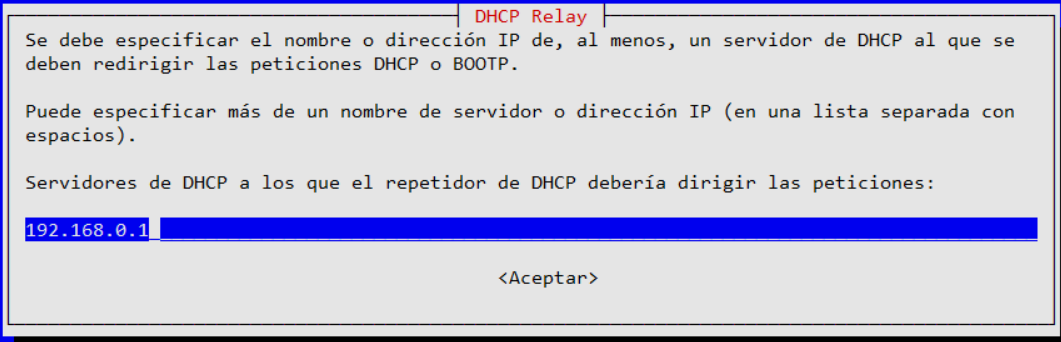 DHCP Relay
Se debe especificar el nombre o dirección IP de, al menos, un servidor de DHCP al que se
deben redirigir las peticiones DHCP o BOOTP.
Puede especificar más de un nombre de servidor o dirección IP (en una lista separada con
espacios).
Servidores de DHCP a los que el repetidor de DHCP debería dirigir las peticiones:
192.168.0.1
<Aceptar>